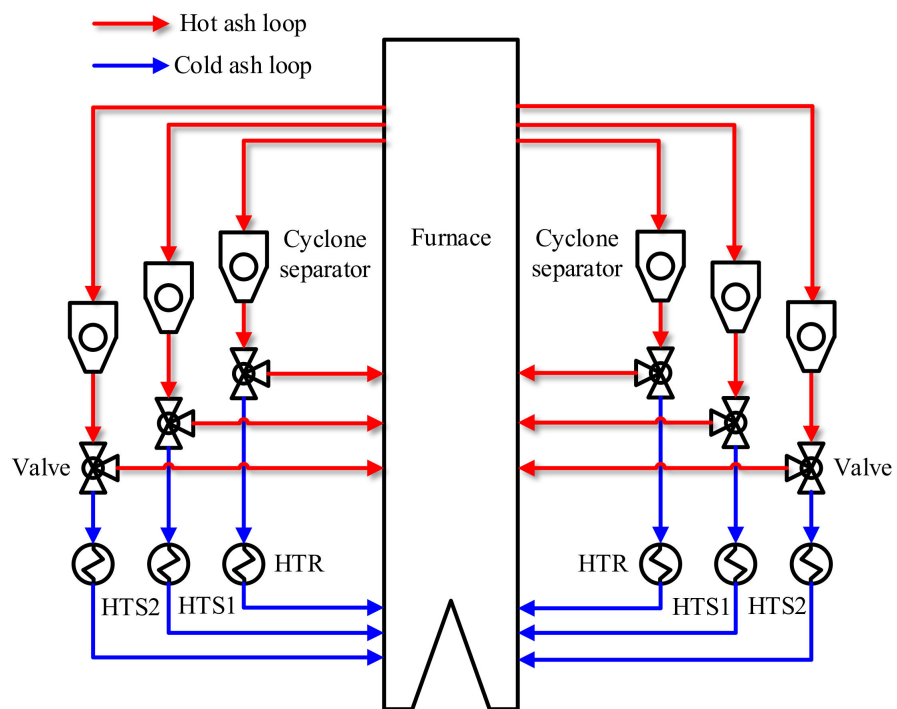 Hot ash loop
Cold ash loop
Cyclone
separator
Furnace
Cyclone
separator
Valve
Valve
HTR
HTR
HTS2
HTS1
HTS1
HTS2